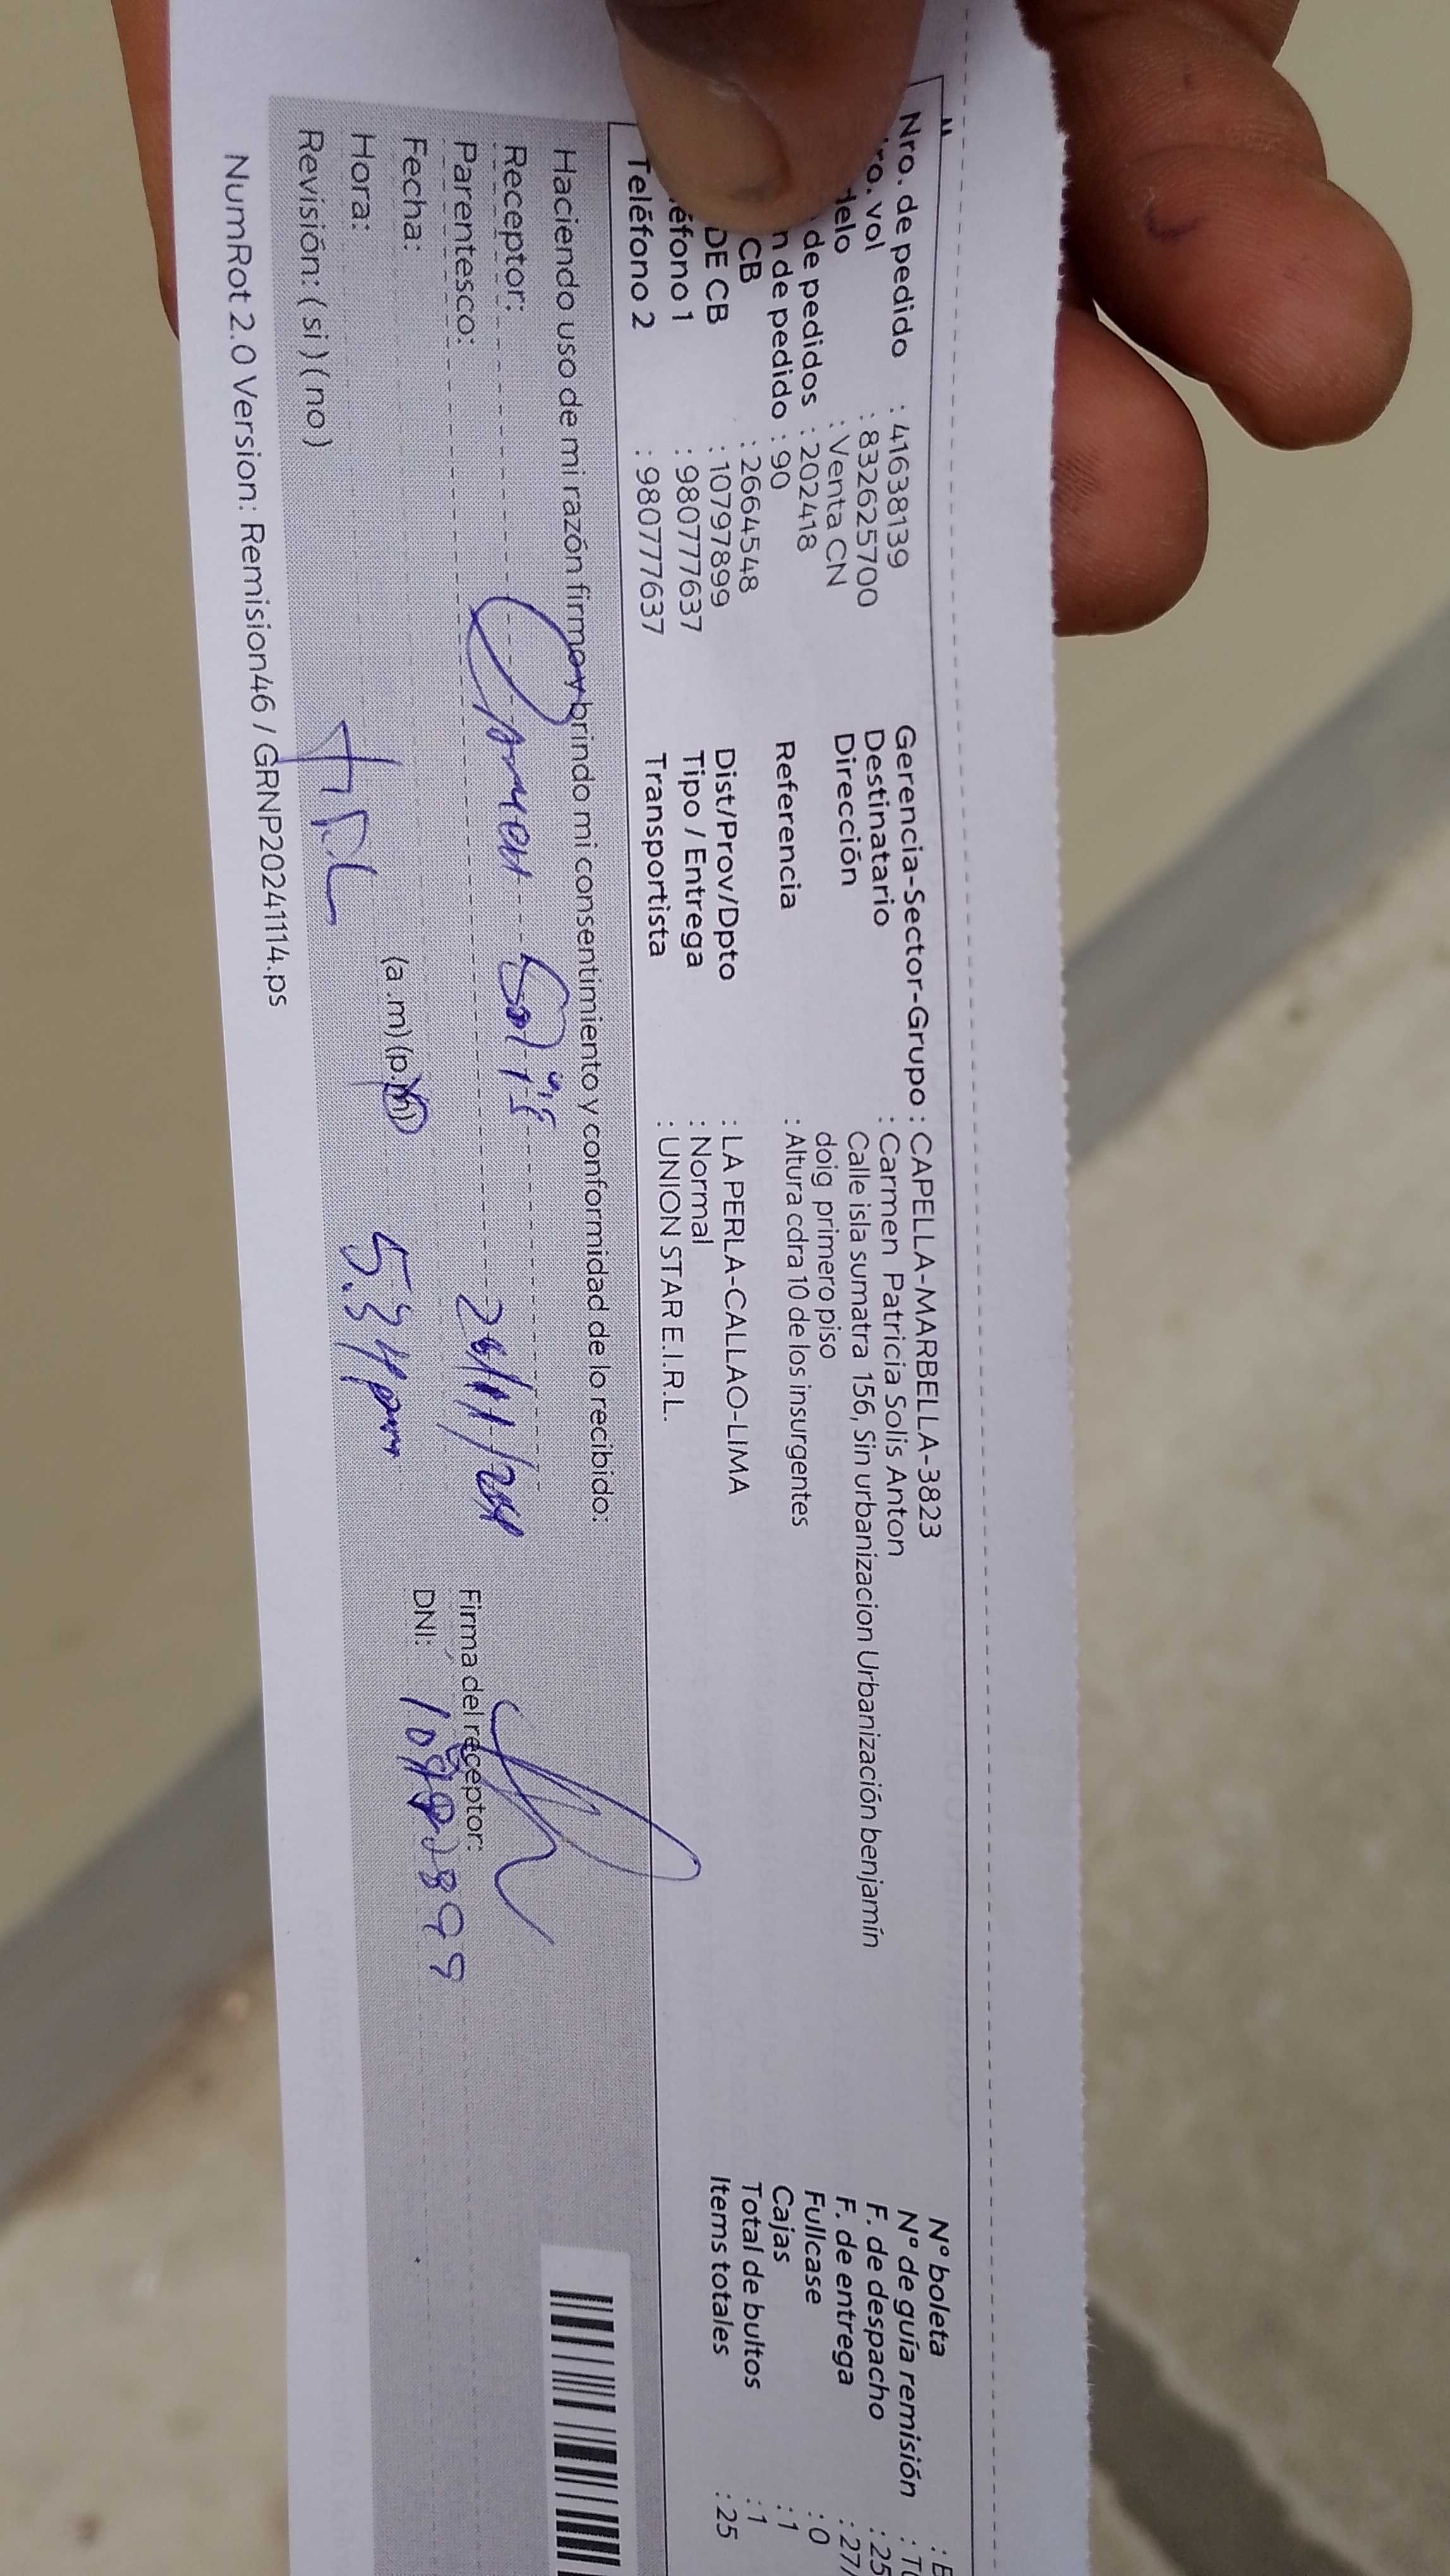 Nro. de pedido : 41638139
ro. vol : 832625700
delo : Venta CN
de pedidos : 202418
n de pedido : 90
CB : 2664548
DE CB : 10797899
éfono 1 : 980777637
Teléfono 2 : 980777637
Gerencia-Sector-Grupo : CAPELLA-MARBELLA-3823
Destinatario : Carmen Patricia Solis Anton
Dirección Calle isla sumatra 156, Sin urbanizacion Urbanización benjamín
doig primero piso
Referencia : Altura cdra 10 de los insurgentes
Dist/Prov/Dpto : LA PERLA-CALLAO-LIMA
Tipo / Entrega : Normal
Transportista : UNION STAR E.I.R.L.
N° boleta : E
N° de guía remisión : T
F. de despacho : 25
F. de entrega : 27/
Fullcase : 0
Cajas : 1
Total de bultos : 1
Items totales : 25
Haciendo uso de mi razón firmo y brindo mi consentimiento y conformidad de lo recibido:
Receptor: Carmen Solis
Parentesco:
Fecha:
Hora: (a .m) (p.m)
Revisión: ( si ) ( no )
Firma del receptor:
DNI:
NumRot 2.0 Version: Remision46 / GRNP20241114.ps